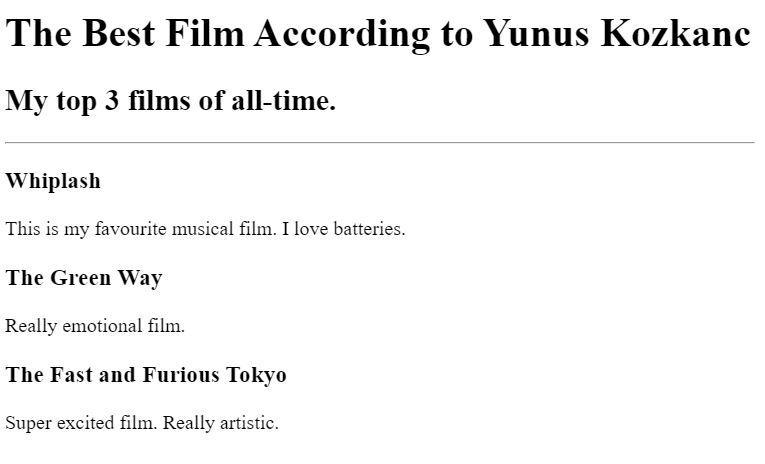 The Best Film According to Yunus Kozkanc
My top 3 films of all-time.
Whiplash
This is my favourite musical film. I love batteries.
The Green Way
Really emotional film.
The Fast and Furious Tokyo
Super excited film. Really artistic.